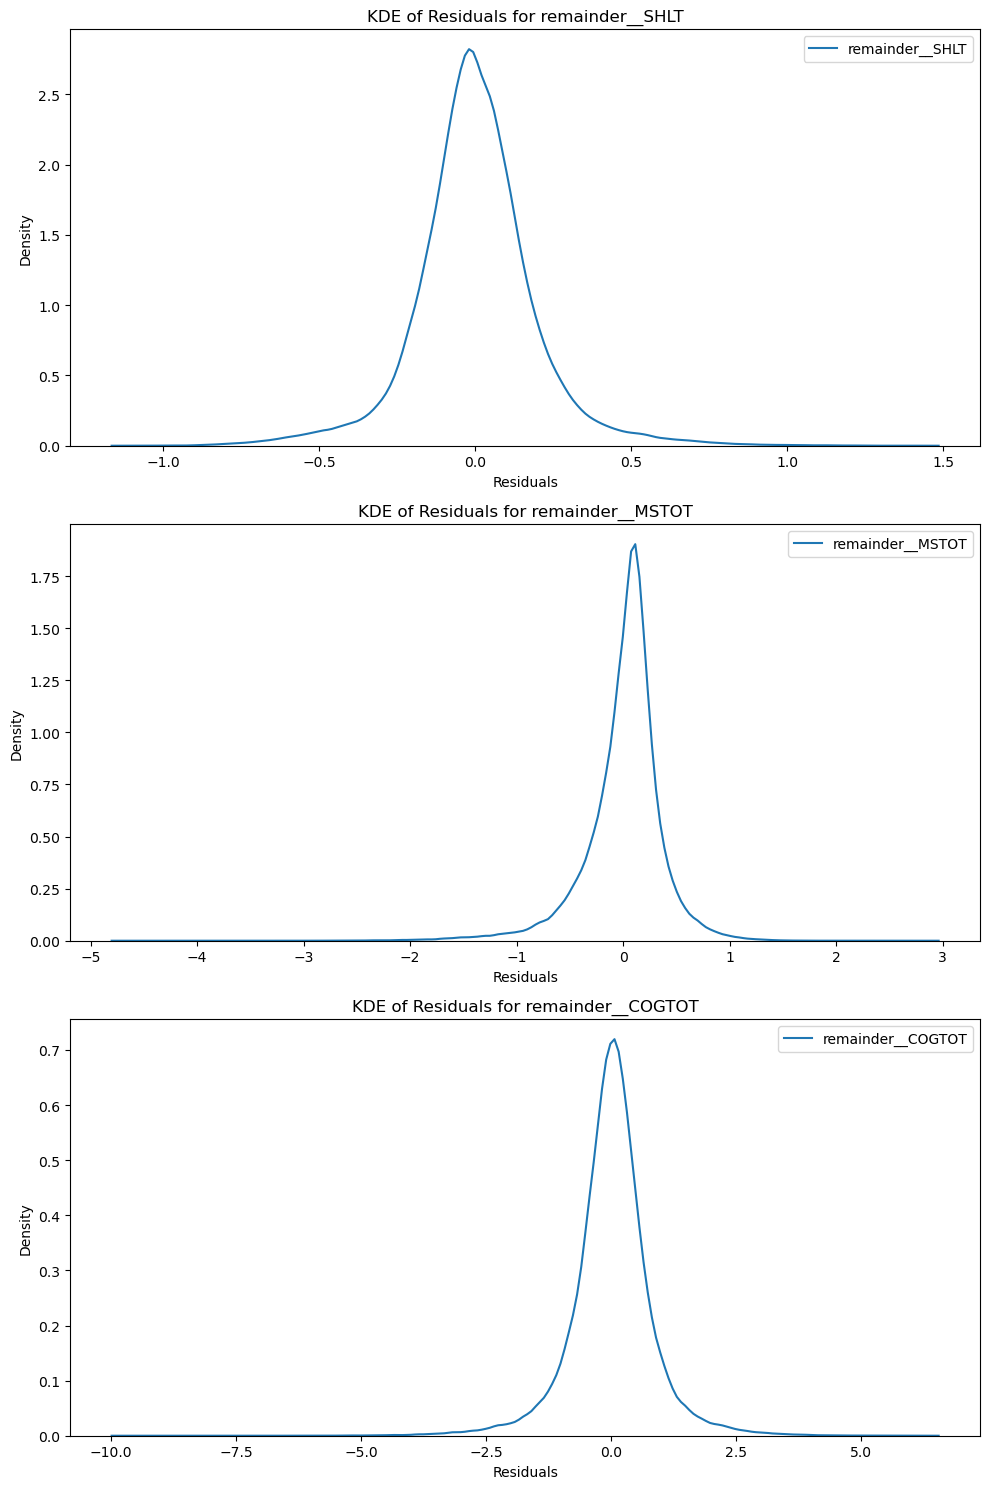 KDE of Residuals for remainder__SHLT
remainder__SHLT
2.5
2.0
1.5
1.0
0.5
0.0
Density
−1.0 −0.5 0.0 0.5 1.0 1.5
Residuals
KDE of Residuals for remainder__MSTOT
remainder__MSTOT
1.75
1.50
1.25
1.00
0.75
0.50
0.25
0.00
Density
−5 −4 −3 −2 −1 0 1 2 3
Residuals
KDE of Residuals for remainder__COGTOT
remainder__COGTOT
0.7
0.6
0.5
0.4
0.3
0.2
0.1
0.0
Density
−10.0 −7.5 −5.0 −2.5 0.0 2.5 5.0
Residuals